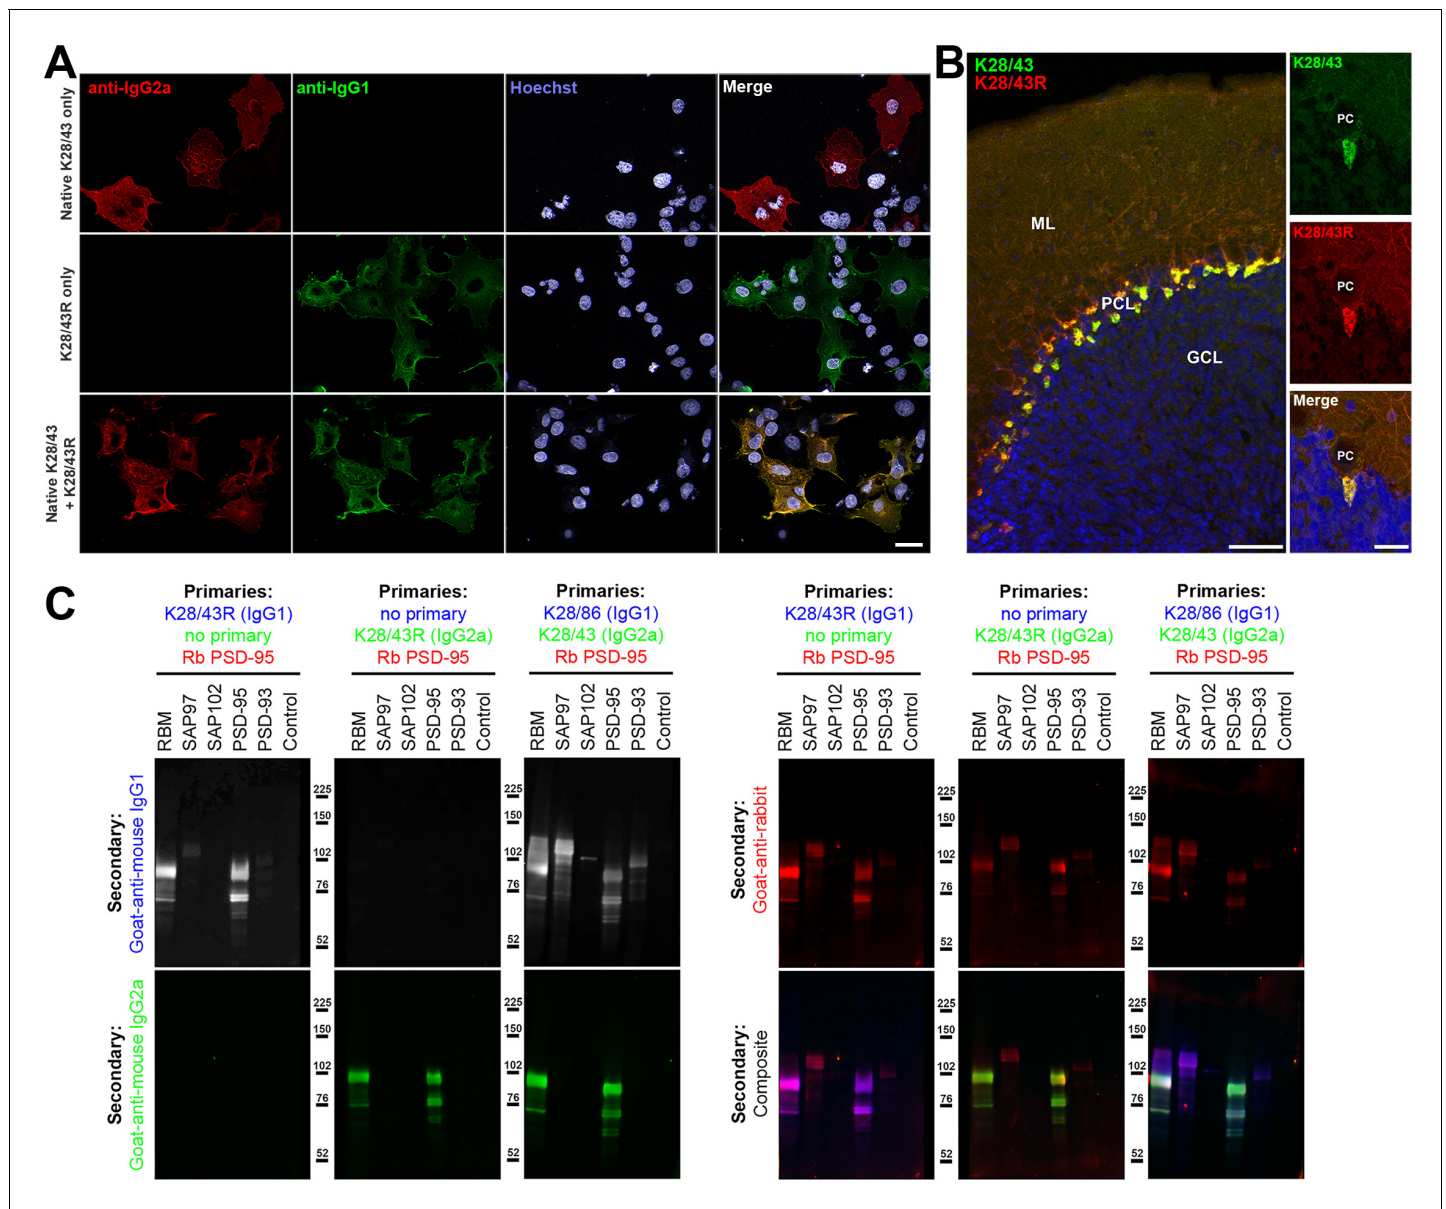 A
anti-IgG2a
anti-IgG1
Hoechst
Merge
Native K28/43 only
K28/43R only
Native K28/43
+ K28/43R
B
K28/43
K28/43R
ML
PCL
GCL
K28/43
PC
K28/43R
PC
Merge
PC
C
Primaries:
K28/43R (IgG1)
no primary
Rb PSD-95
Primaries:
no primary
K28/43R (IgG2a)
Rb PSD-95
Primaries:
K28/86 (IgG1)
K28/43 (IgG2a)
Rb PSD-95
Primaries:
K28/43R (IgG1)
no primary
Rb PSD-95
Primaries:
no primary
K28/43R (IgG2a)
Rb PSD-95
Primaries:
K28/86 (IgG1)
K28/43 (IgG2a)
Rb PSD-95
RBM
SAP97
SAP102
PSD-95
PSD-93
Control
RBM
SAP97
SAP102
PSD-95
PSD-93
Control
RBM
SAP97
SAP102
PSD-95
PSD-93
Control
RBM
SAP97
SAP102
PSD-95
PSD-93
Control
RBM
SAP97
SAP102
PSD-95
PSD-93
Control
RBM
SAP97
SAP102
PSD-95
PSD-93
Control
Secondary:
Goat-anti-mouse IgG1
225
150
102
76
52
225
150
102
76
52
Secondary:
Goat-anti-rabbit
225
150
102
76
52
225
150
102
76
52
Secondary:
Goat-anti-mouse IgG2a
225
150
102
76
52
225
150
102
76
52
Secondary:
Composite
225
150
102
76
52
225
150
102
76
52